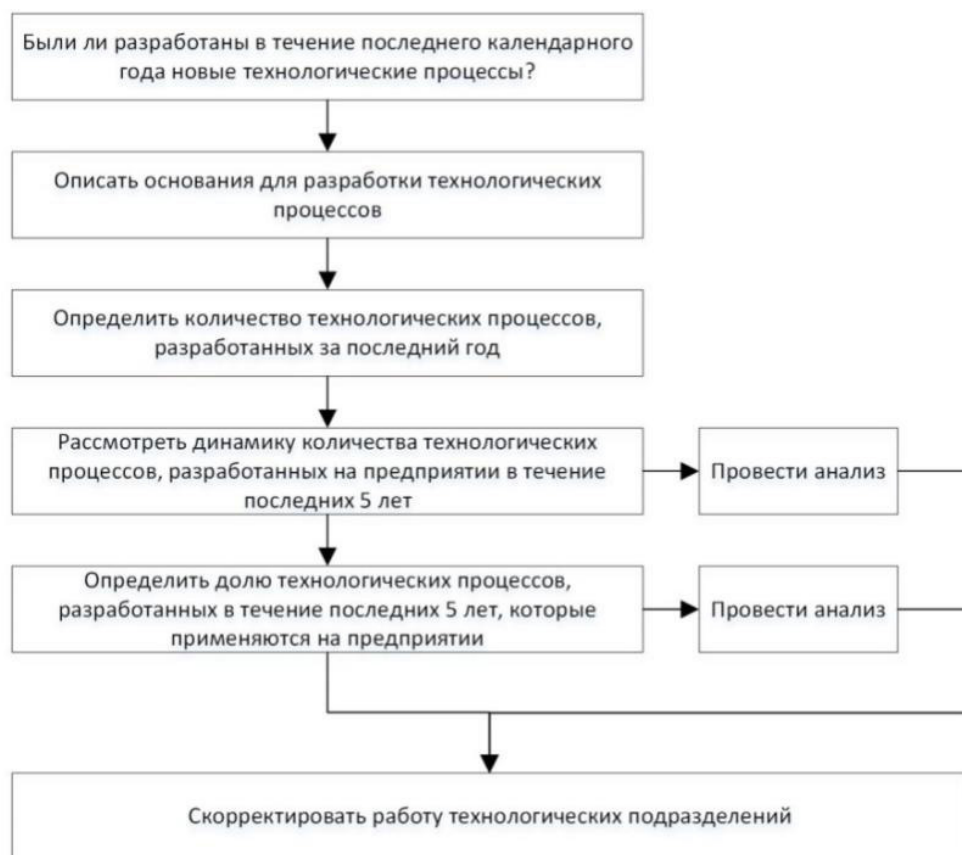 Были ли разработаны в течение последнего календарного
года новые технологические процессы?
Описать основания для разработки технологических
процессов
Определить количество технологических процессов,
разработанных за последний год
Рассмотреть динамику количества технологических
процессов, разработанных на предприятии в течение
последних 5 лет
Провести анализ
Определить долю технологических процессов,
разработанных в течение последних 5 лет, которые
применяются на предприятии
Провести анализ
Скорректировать работу технологических подразделений